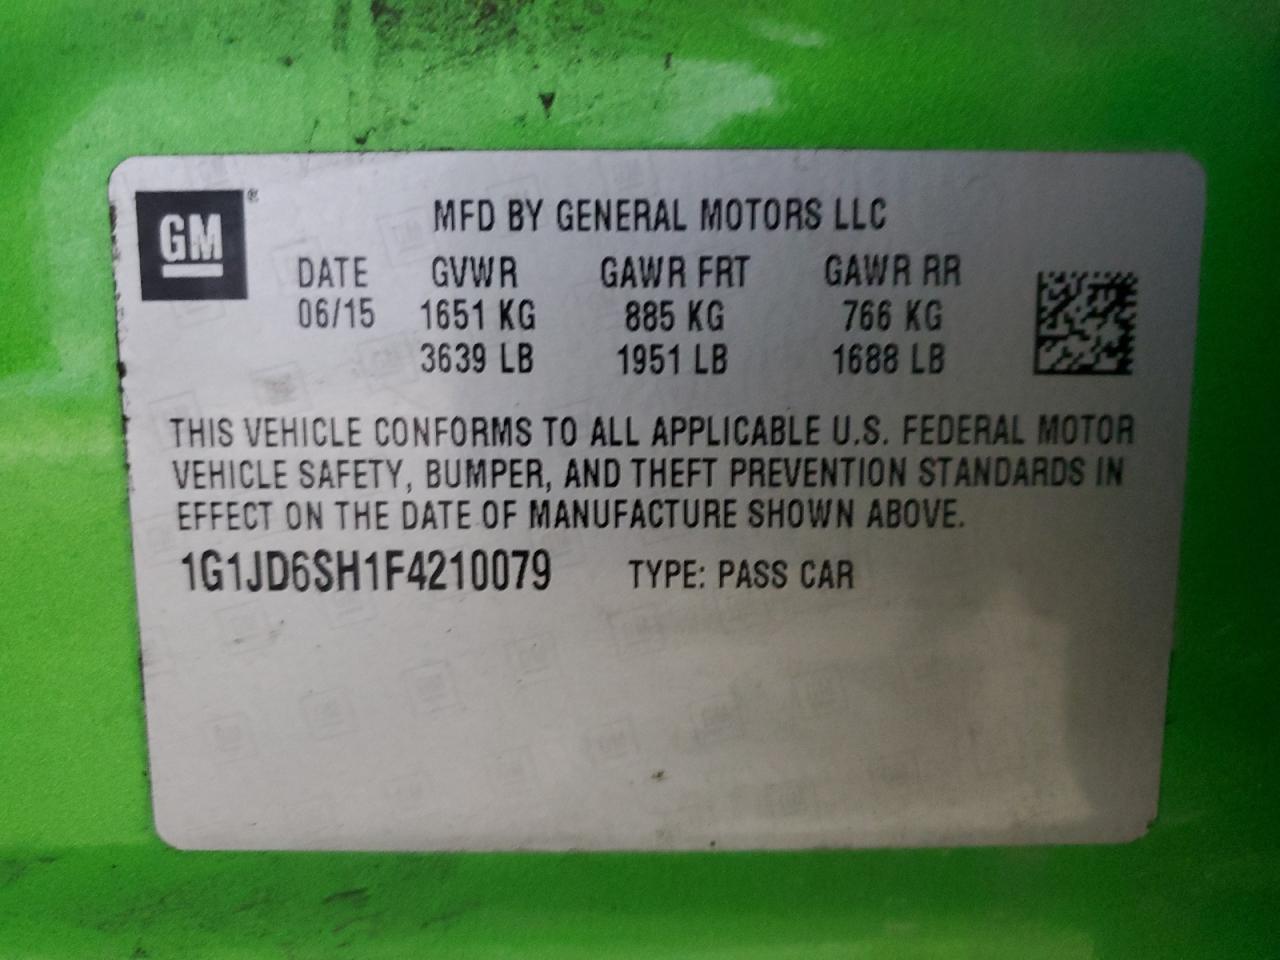 GM®
MFD BY GENERAL MOTORS LLC
DATE GVWR GAWR FRT GAWR RR
06/15 1651 KG 885 KG 766 KG
3639 LB 1951 LB 1688 LB
THIS VEHICLE CONFORMS TO ALL APPLICABLE U.S. FEDERAL MOTOR
VEHICLE SAFETY, BUMPER, AND THEFT PREVENTION STANDARDS IN
EFFECT ON THE DATE OF MANUFACTURE SHOWN ABOVE.
1G1JD6SH1F4210079 TYPE: PASS CAR